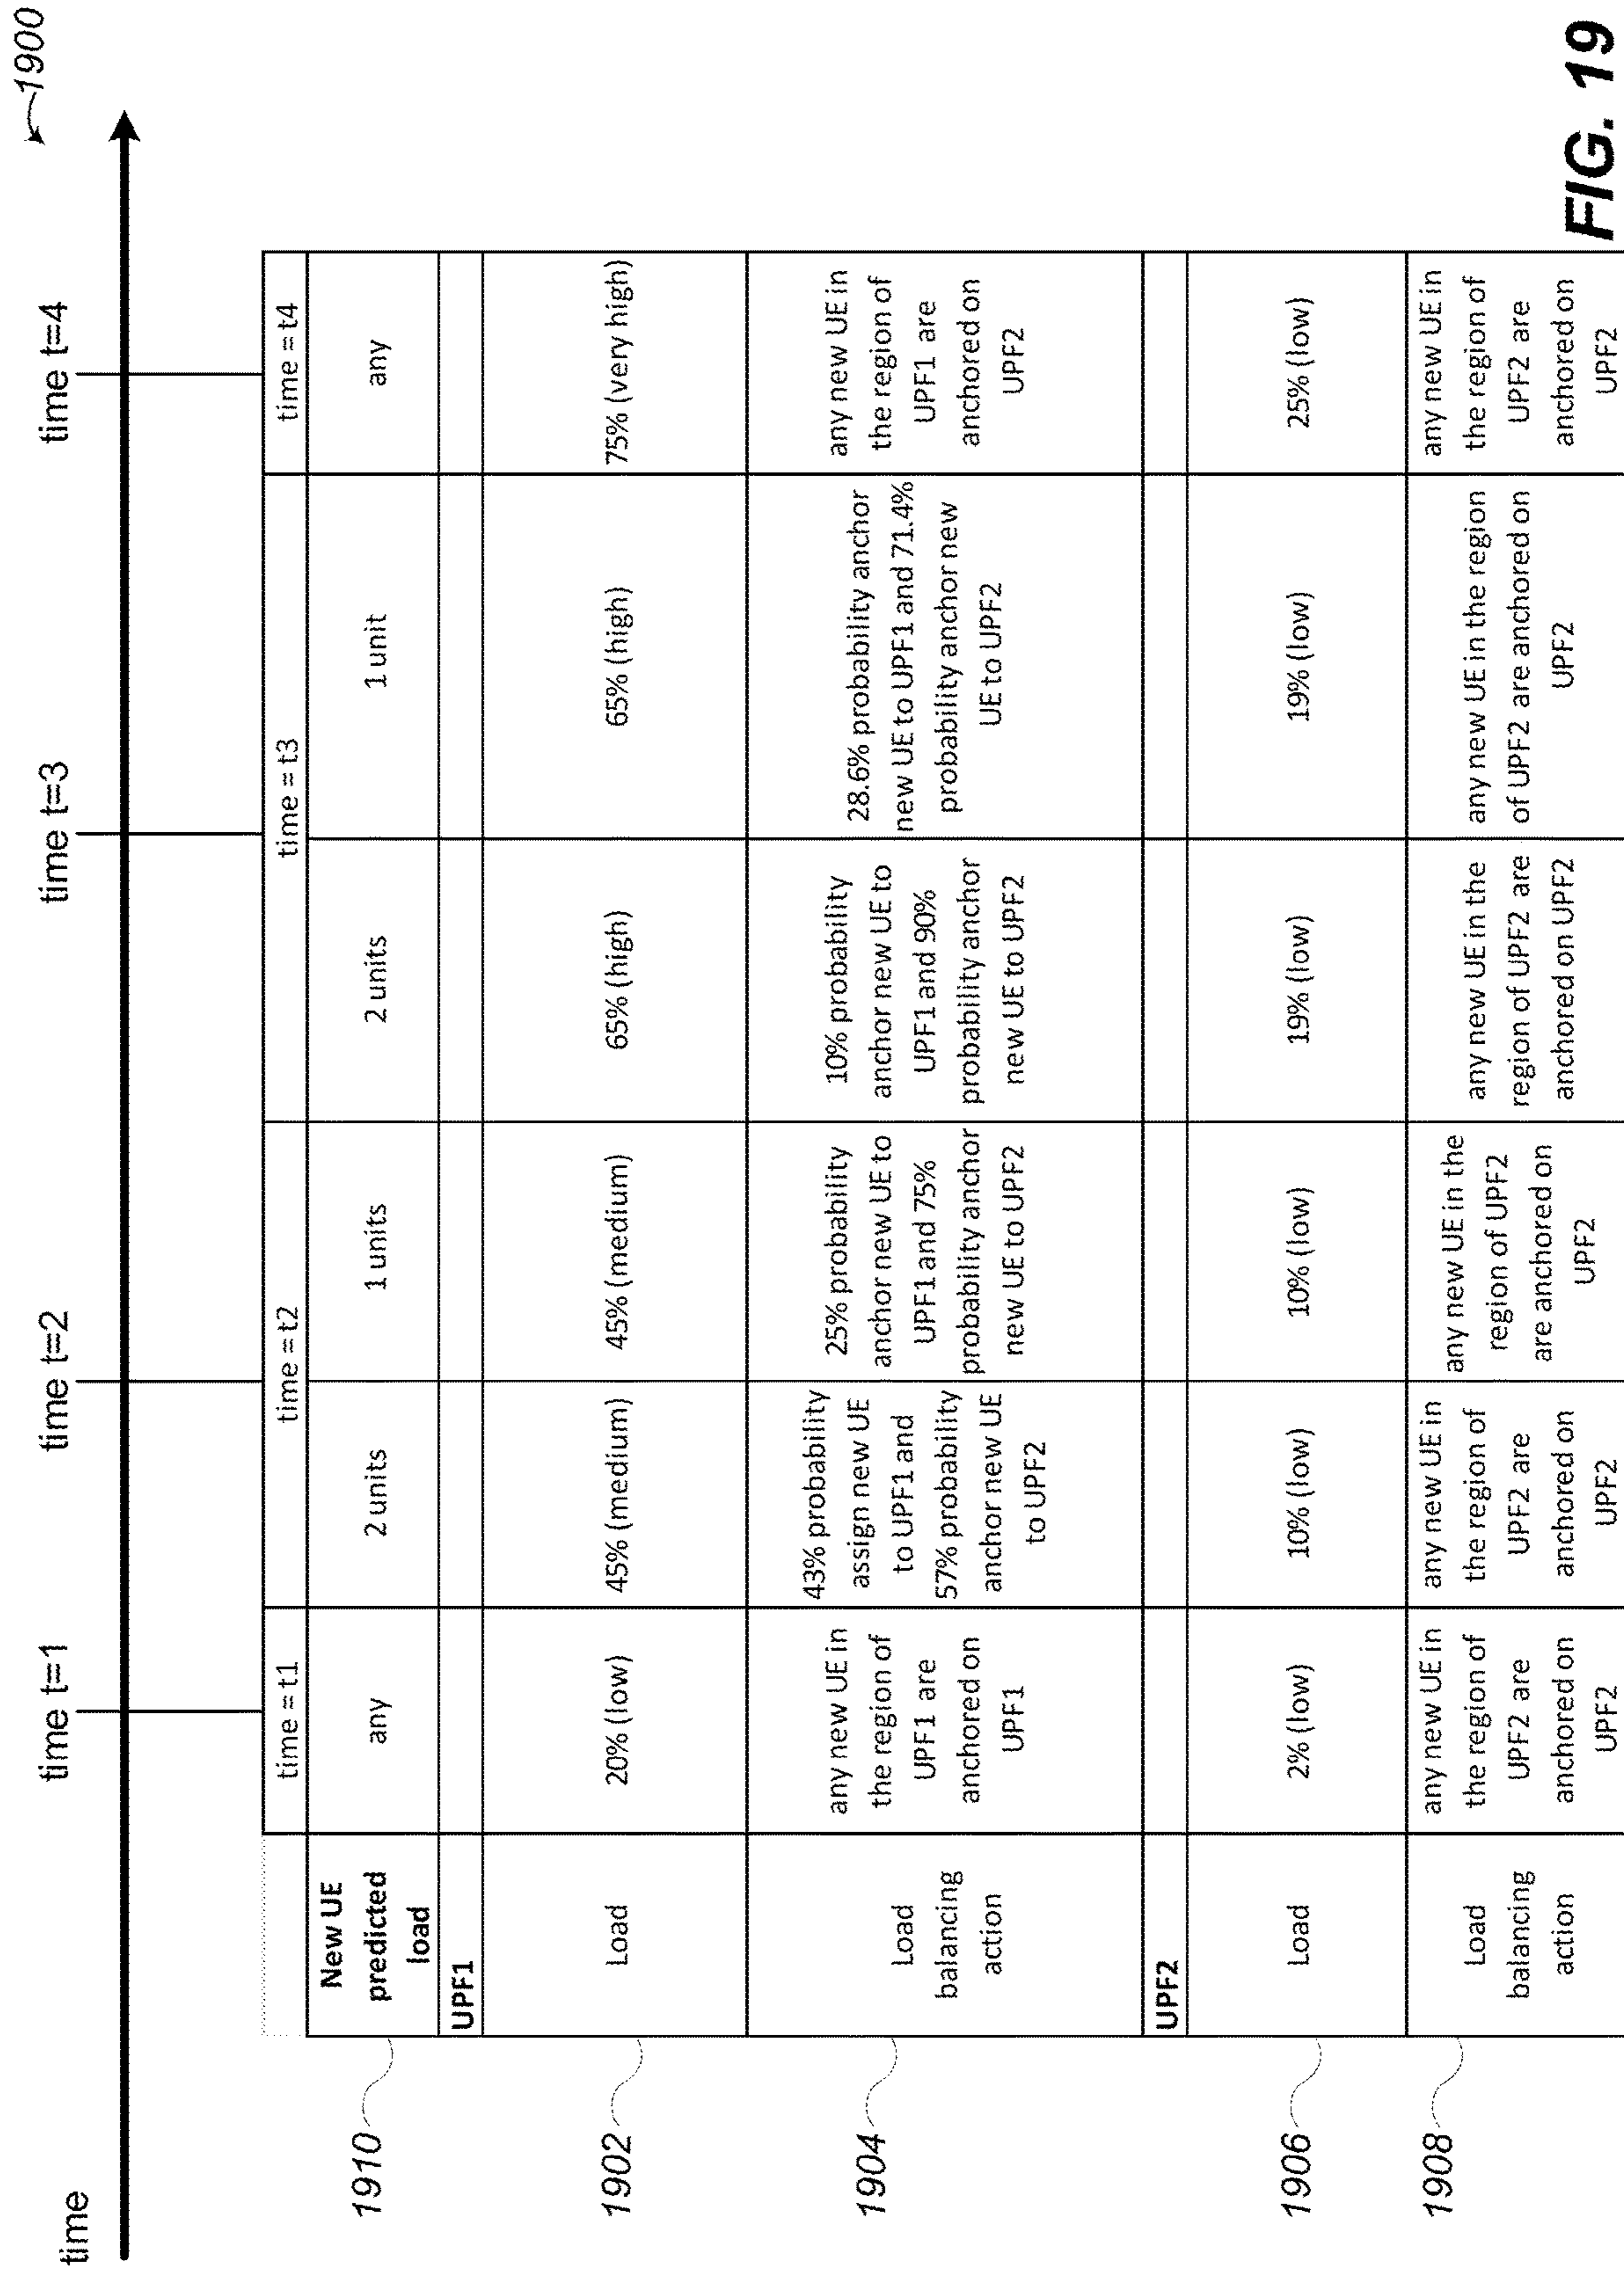 1900
time
time t=1
time t=2
time t=3
time t=4
time = t1
time = t2
time = t3
time = t4
1910
New UE
predicted
load
any
2 units
1 units
2 units
1 unit
any
UPF1
1902
Load
20% (low)
45% (medium)
45% (medium)
65% (high)
65% (high)
75% (very high)
1904
Load
balancing
action
any new UE in
the region of
UPF1 are
anchored on
UPF1
43% probability
assign new UE
to UPF1 and
57% probability
anchor new UE
to UPF2
25% probability
anchor new UE to
UPF1 and 75%
probability anchor
new UE to UPF2
10% probability
anchor new UE to
UPF1 and 90%
probability anchor
new UE to UPF2
28.6% probability anchor
new UE to UPF1 and 71.4%
probability anchor new
UE to UPF2
any new UE in
the region of
UPF1 are
anchored on
UPF2
UPF2
1906
Load
2% (low)
10% (low)
10% (low)
19% (low)
19% (low)
25% (low)
1908
Load
balancing
action
any new UE in
the region of
UPF2 are
anchored on
UPF2
any new UE in
the region of
UPF2 are
anchored on
UPF2
any new UE in the
region of UPF2
are anchored on
UPF2
any new UE in the
region of UPF2 are
anchored on UPF2
any new UE in the region
of UPF2 are anchored on
UPF2
any new UE in
the region of
UPF2 are
anchored on
UPF2
FIG. 19